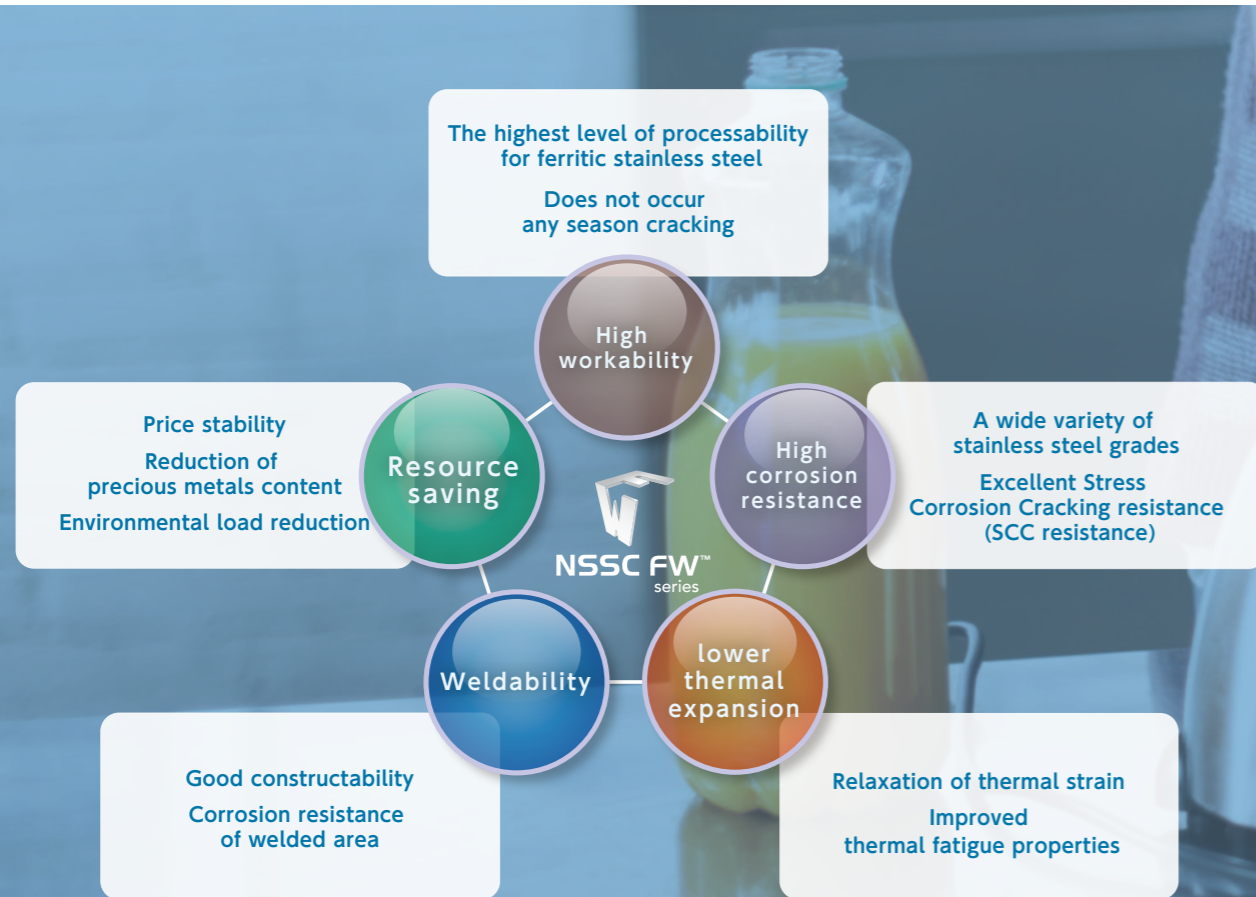 The highest level of processability
for ferritic stainless steel
Does not occur
any season cracking
High
workability
Price stability
Reduction of
precious metals content
Environmental load reduction
Resource
saving
High
corrosion
resistance
A wide variety of
stainless steel grades
Excellent Stress
Corrosion Cracking resistance
(SCC resistance)
NSSC FW™
series
Weldability
lower
thermal
expansion
Good constructability
Corrosion resistance
of welded area
Relaxation of thermal strain
Improved
thermal fatigue properties